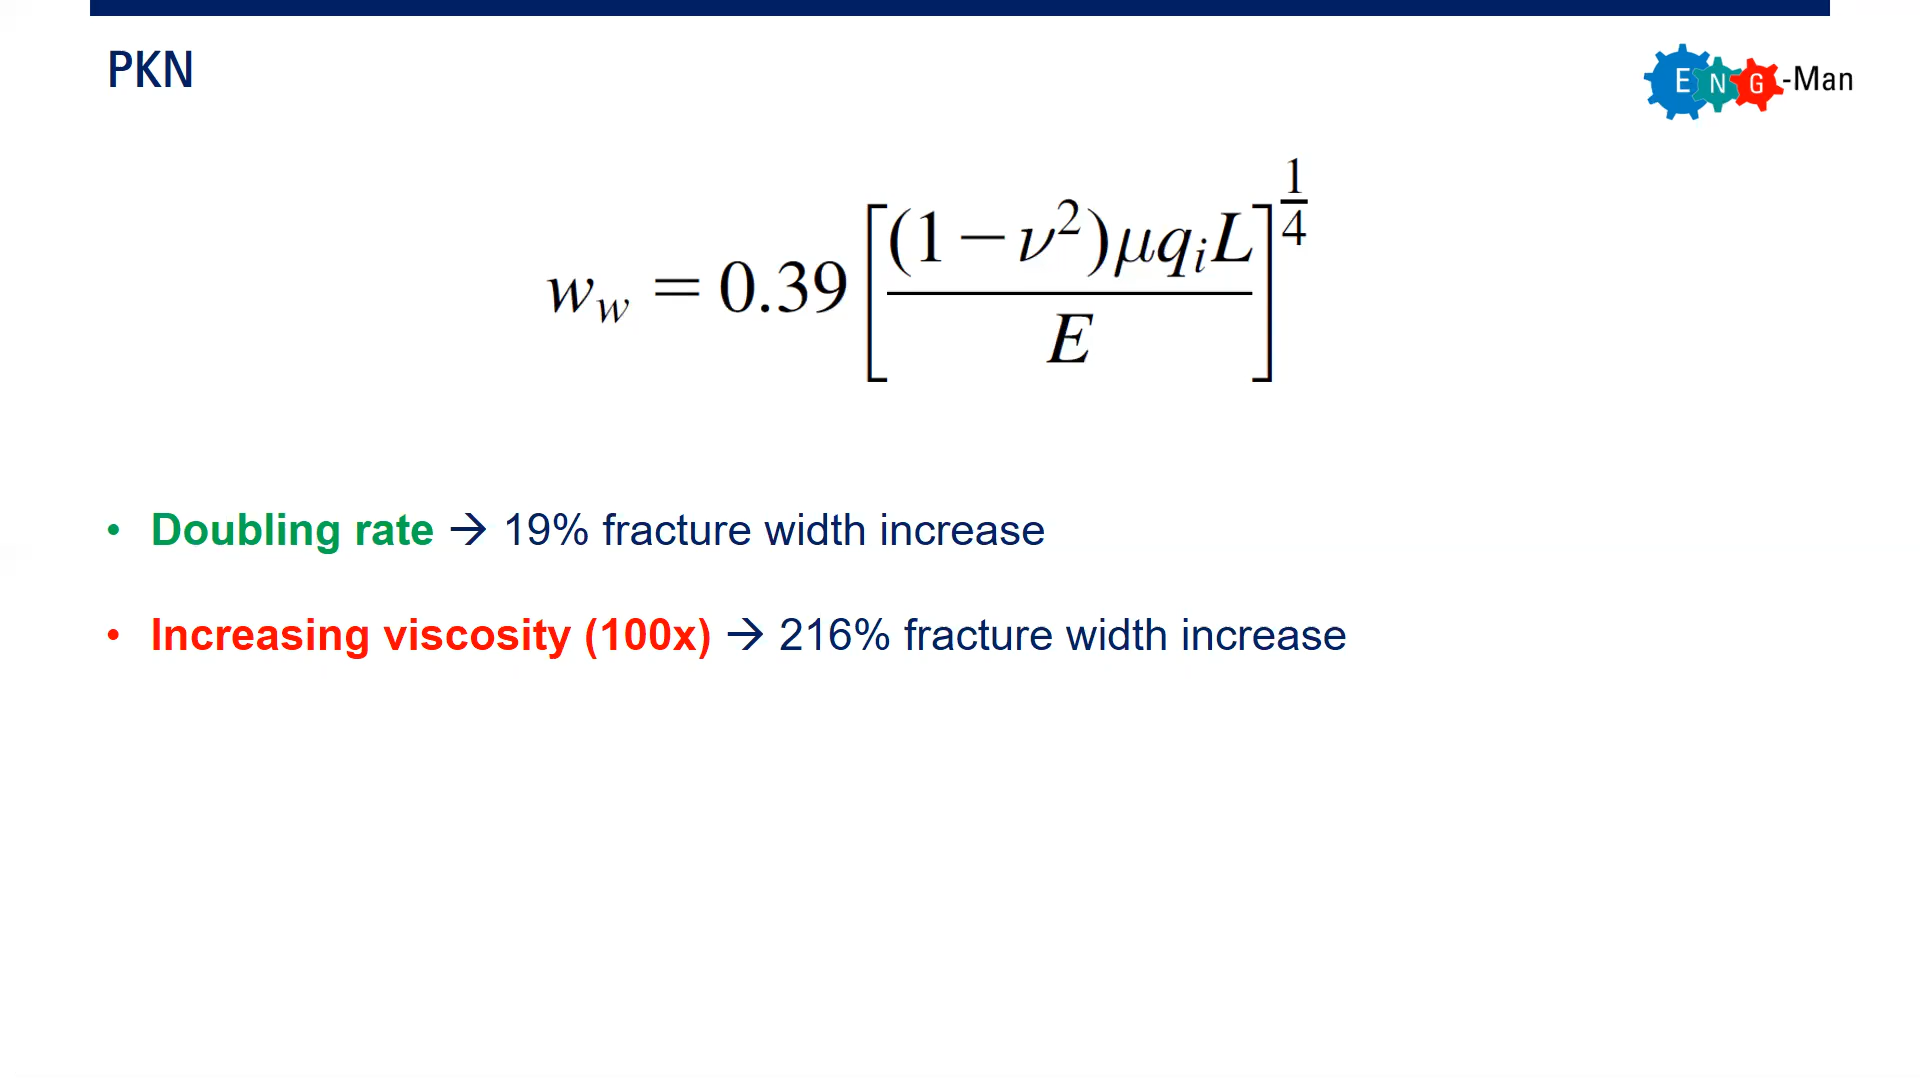 PKN
ENG-Man
w_w = 0.39 [(1−ν²)μq_iL / E]^(1/4)
• Doubling rate → 19% fracture width increase
• Increasing viscosity (100x) → 216% fracture width increase